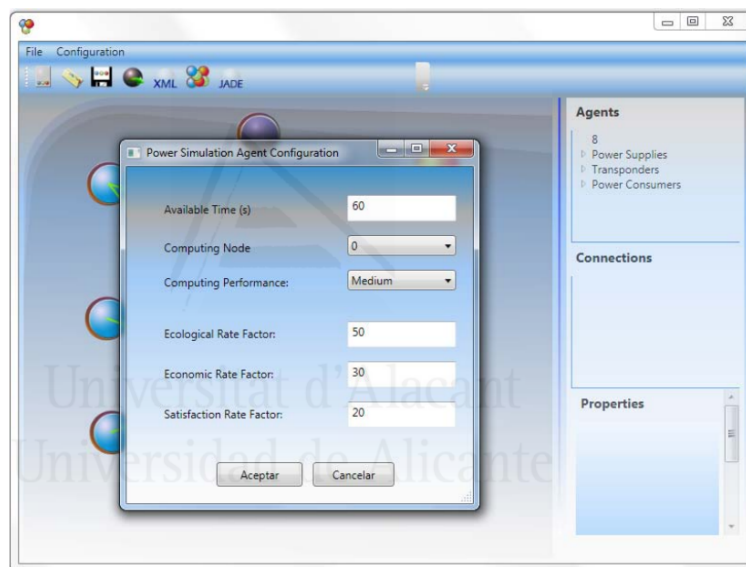 File Configuration
XML JADE
Agents
8
Power Supplies
Transponders
Power Consumers
Connections
Properties
Power Simulation Agent Configuration
Available Time (s) 60
Computing Node 0
Computing Performance: Medium
Ecological Rate Factor: 50
Economic Rate Factor: 30
Satisfaction Rate Factor: 20
Aceptar Cancelar
Universitat d'Alacant
Universidad de Alicante